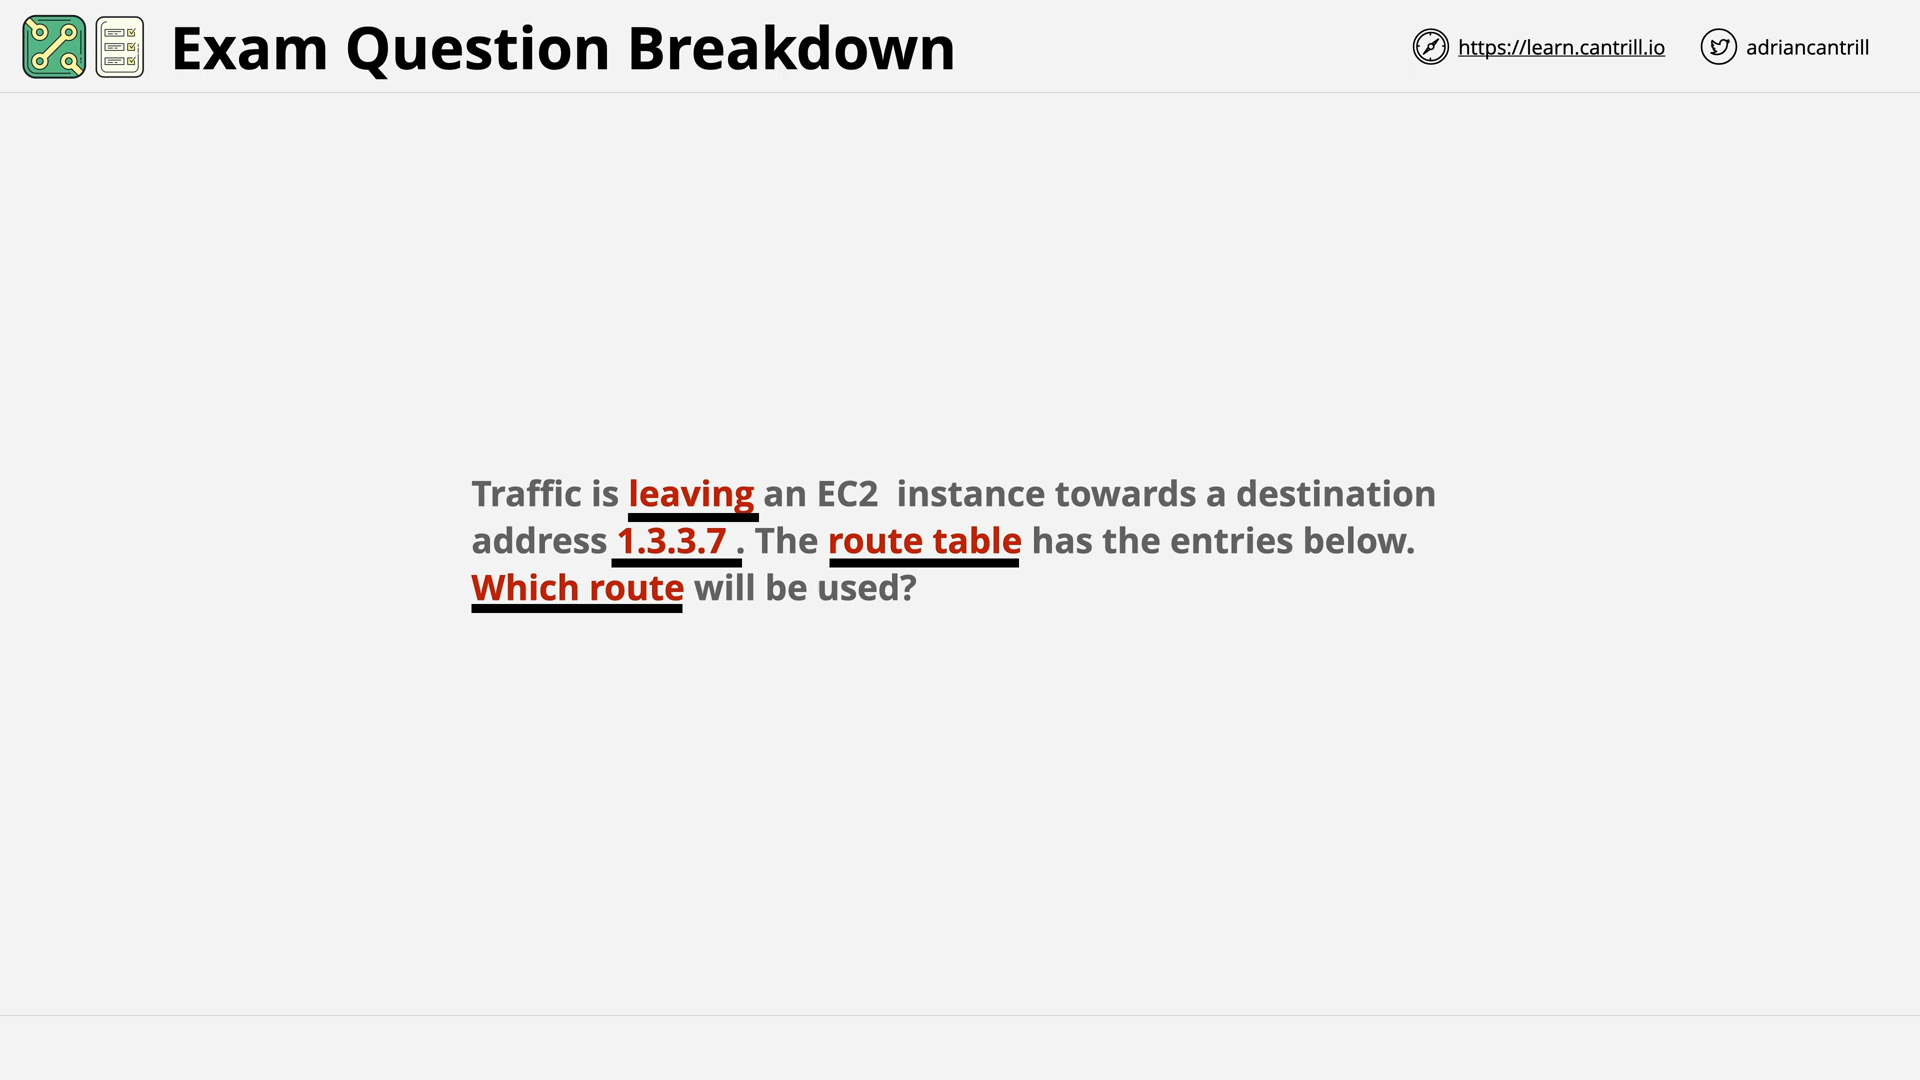 Exam Question Breakdown
https://learn.cantrill.io
adriancantrill
Traffic is leaving an EC2  instance towards a destination
address 1.3.3.7 . The route table has the entries below.
Which route will be used?